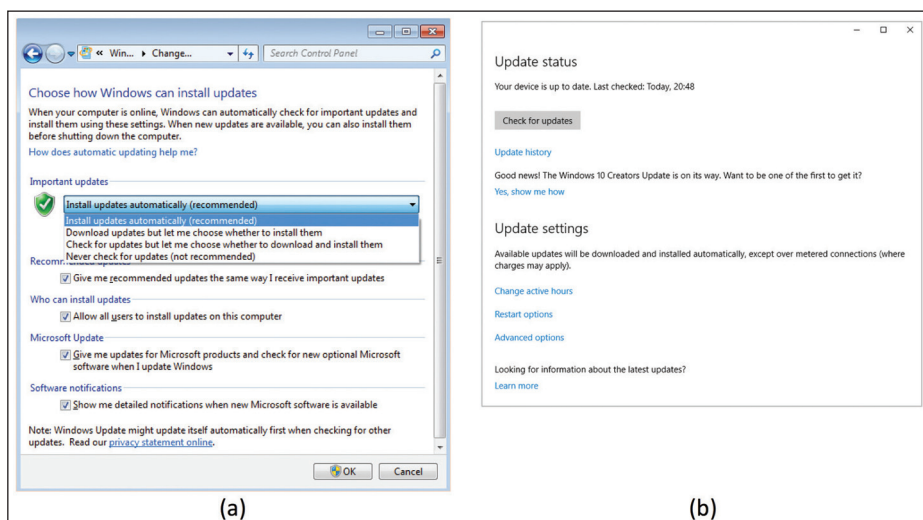 « Win... ▸ Change...
Search Control Panel
Choose how Windows can install updates
When your computer is online, Windows can automatically check for important updates and
install them using these settings. When new updates are available, you can also install them
before shutting down the computer.
How does automatic updating help me?
Important updates
Install updates automatically (recommended)
Install updates automatically (recommended)
Download updates but let me choose whether to install them
Check for updates but let me choose whether to download and install them
Never check for updates (not recommended)
Give me recommended updates the same way I receive important updates
Who can install updates
Allow all users to install updates on this computer
Microsoft Update
Give me updates for Microsoft products and check for new optional Microsoft
software when I update Windows
Software notifications
Show me detailed notifications when new Microsoft software is available
Note: Windows Update might update itself automatically first when checking for other
updates. Read our privacy statement online.
OK
Cancel
(a)
Update status
Your device is up to date. Last checked: Today, 20:48
Check for updates
Update history
Good news! The Windows 10 Creators Update is on its way. Want to be one of the first to get it?
Yes, show me how
Update settings
Available updates will be downloaded and installed automatically, except over metered connections (where
charges may apply).
Change active hours
Restart options
Advanced options
Looking for information about the latest updates?
Learn more
(b)